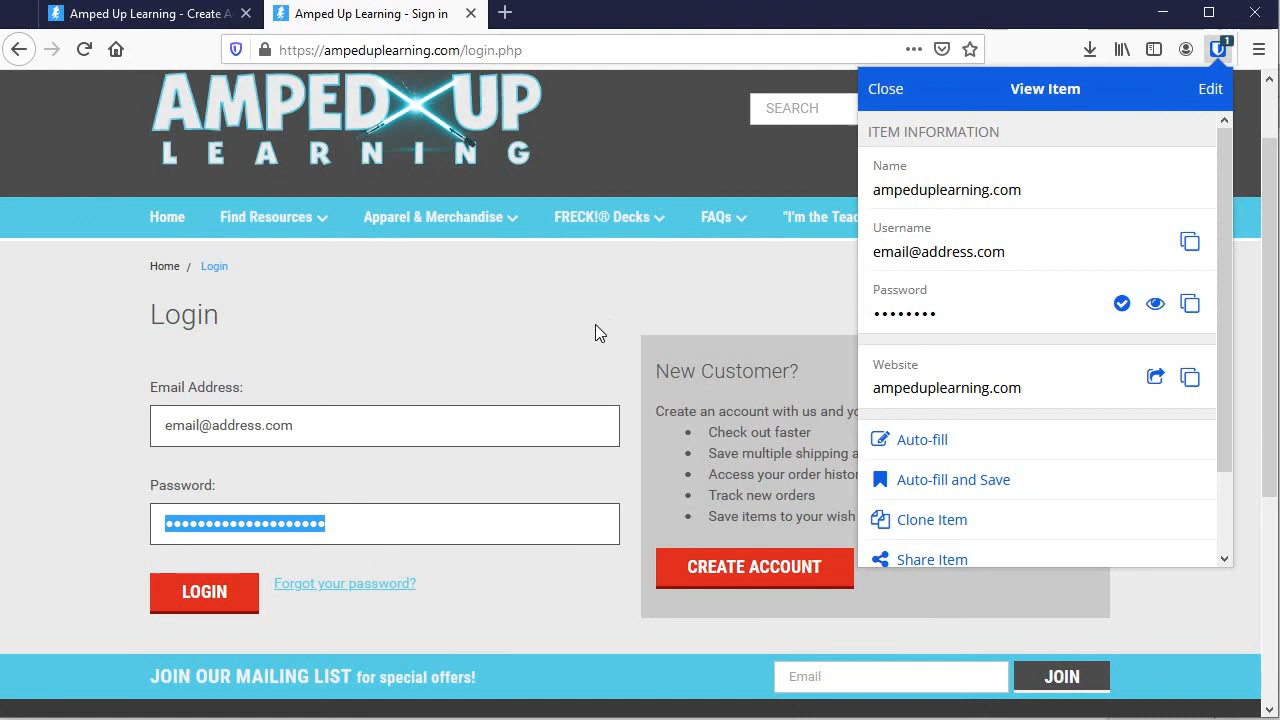 Amped Up Learning - Create A
Amped Up Learning - Sign in
https://ampeduplearning.com/login.php
1
AMPED UP
LEARNING
SEARCH
Home
Find Resources
Apparel & Merchandise
FRECK!® Decks
FAQs
"I'm the Teac
Home / Login
Login
Email Address:
email@address.com
Password:
••••••••••••••••••••
LOGIN
Forgot your password?
New Customer?
Create an account with us and yo
• Check out faster
• Save multiple shipping a
• Access your order histor
• Track new orders
• Save items to your wish
CREATE ACCOUNT
JOIN OUR MAILING LIST for special offers!
Email
JOIN
Close
View Item
Edit
ITEM INFORMATION
Name
ampeduplearning.com
Username
email@address.com
Password
••••••••
Website
ampeduplearning.com
Auto-fill
Auto-fill and Save
Clone Item
Share Item